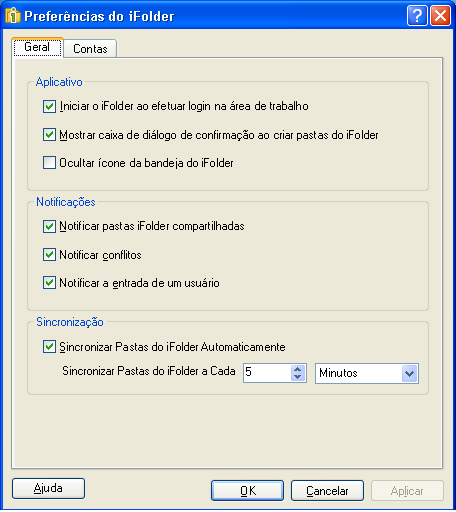 Preferências do iFolder
Geral
Contas
Aplicativo
Iniciar o iFolder ao efetuar login na área de trabalho
Mostrar caixa de diálogo de confirmação ao criar pastas do iFolder
Ocultar ícone da bandeja do iFolder
Notificações
Notificar pastas iFolder compartilhadas
Notificar conflitos
Notificar a entrada de um usuário
Sincronização
Sincronizar Pastas do iFolder Automaticamente
Sincronizar Pastas do iFolder a Cada 5 Minutos
Ajuda
OK
Cancelar
Aplicar